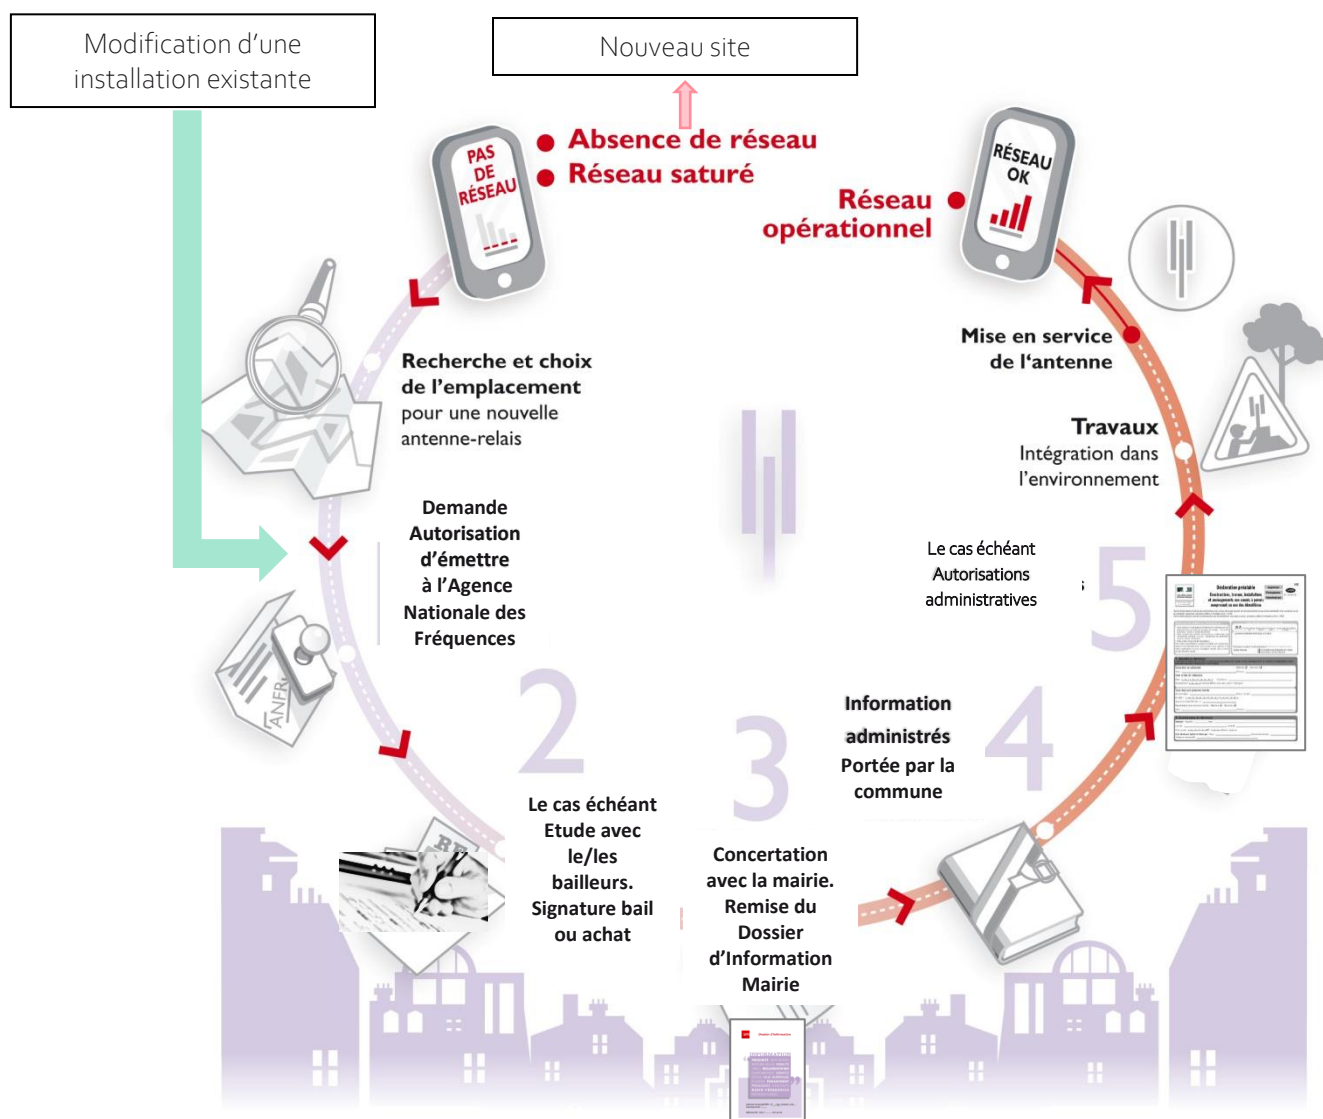 Modification d'une
installation existante
Nouveau site
PAS
DE
RÉSEAU
Absence de réseau
Réseau saturé
RÉSEAU
OK
Réseau
opérationnel
Recherche et choix
de l'emplacement
pour une nouvelle
antenne-relais
Mise en service
de l'antenne
Travaux
Intégration dans
l'environnement
Demande
Autorisation
d'émettre
à l'Agence
Nationale des
Fréquences
ANFR
Le cas échéant
Autorisations
administratives
5
Déclaration préalable
2
3
4
Information
administrés
Portée par la
commune
Le cas échéant
Etude avec
le/les
bailleurs.
Signature bail
ou achat
Concertation
avec la mairie.
Remise du
Dossier
d'Information
Mairie